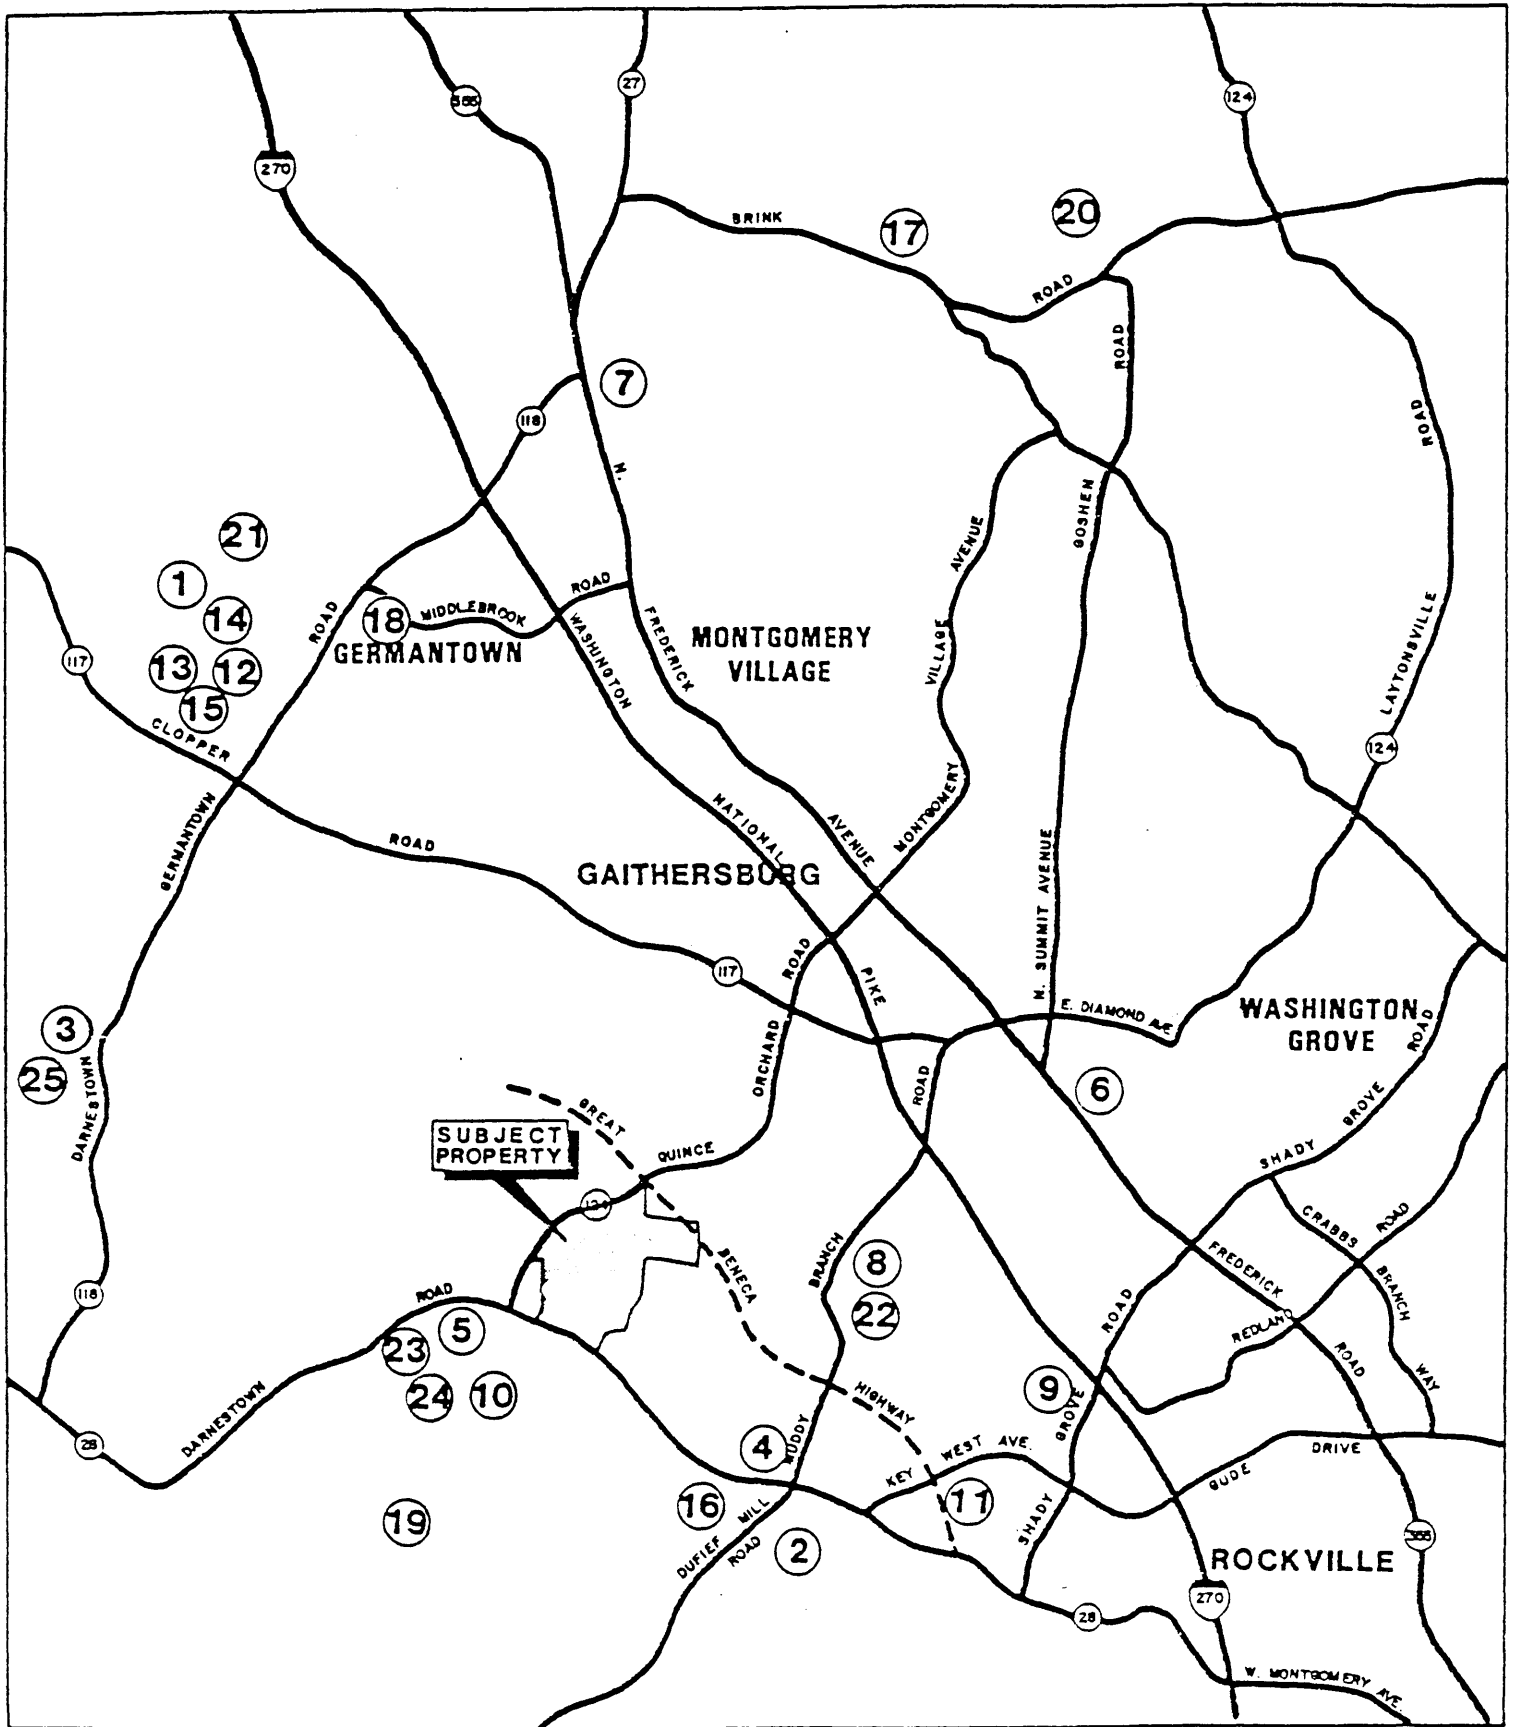 355
27
124
270
BRINK
17
20
ROAD
ROAD
7
118
N.
ROAD
21
1
14
18
MIDDLEBROOK
ROAD
ROAD
GOSHEN
AVENUE
117
13
12
15
GERMANTOWN
CLOPPER
WASHINGTON
FREDERICK
MONTGOMERY
VILLAGE
VILLAGE
LAYTONSVILLE
124
GERMANTOWN
ROAD
NATIONAL
AVENUE
MONTGOMERY
GAITHERSBURG
N. SUMMIT AVENUE
117
ROAD
PIKE
E. DIAMOND AVE.
WASHINGTON
GROVE
ROAD
3
25
DARNESTOWN
ORCHARD
ROAD
6
GREAT
SUBJECT
PROPERTY
QUINCE
124
SHADY
GROVE
CRABBS
BRANCH
WAY
ROAD
SENECA
BRANCH
8
22
FREDERICK
ROAD
REDLAND
118
ROAD
5
23
24
10
ROAD
9
GROVE
HIGHWAY
28
DARNESTOWN
4
MUDDY
KEY
WEST AVE.
GUDE
DRIVE
19
16
DUFIEF
MILL
ROAD
2
11
SHADY
355
ROCKVILLE
270
28
W. MONTGOMERY AVE.